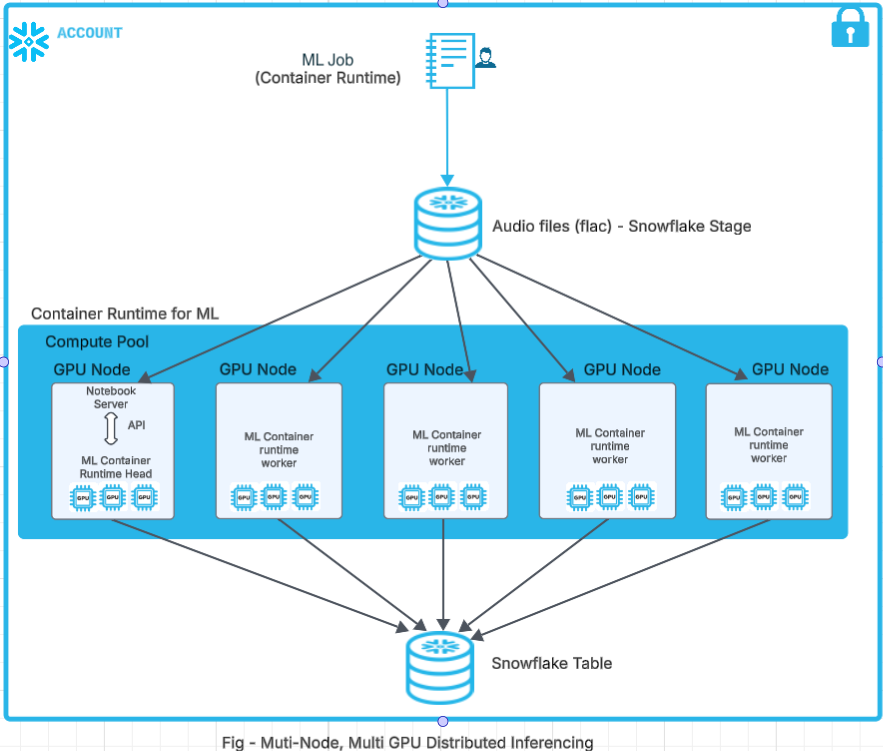 ACCOUNT
ML Job
(Container Runtime)
Audio files (flac) - Snowflake Stage
Container Runtime for ML
Compute Pool
GPU Node
GPU Node
GPU Node
GPU Node
GPU Node
Notebook
Server
API
ML Container
Runtime Head
GPU GPU GPU
ML Container
runtime
worker
GPU GPU GPU
ML Container
runtime
worker
GPU GPU GPU
ML Container
runtime
worker
GPU GPU GPU
ML Container
runtime
worker
GPU GPU GPU
Snowflake Table
Fig - Muti-Node, Multi GPU Distributed Inferencing